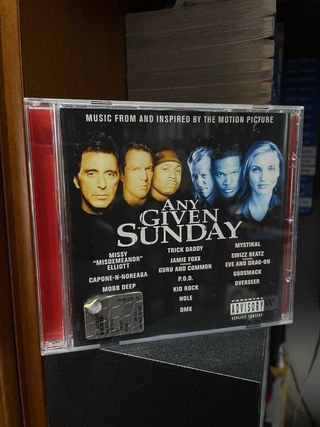 MUSIC FROM AND INSPIRED BY THE MOTION PICTURE
ANY
GIVEN
SUNDAY
MISSY
"MISDEMEANOR"
ELLIOTT
CAPONE-N-NOREAGA
MOBB DEEP
TRICK DADDY
JAMIE FOXX
GURU AND COMMON
P.O.D.
KID ROCK
HOLE
DMX
MYSTIKAL
SWIZZ BEATZ
EVE AND DRAG-ON
GODSMACK
OVERSEER
PARENTAL
ADVISORY
EXPLICIT CONTENT